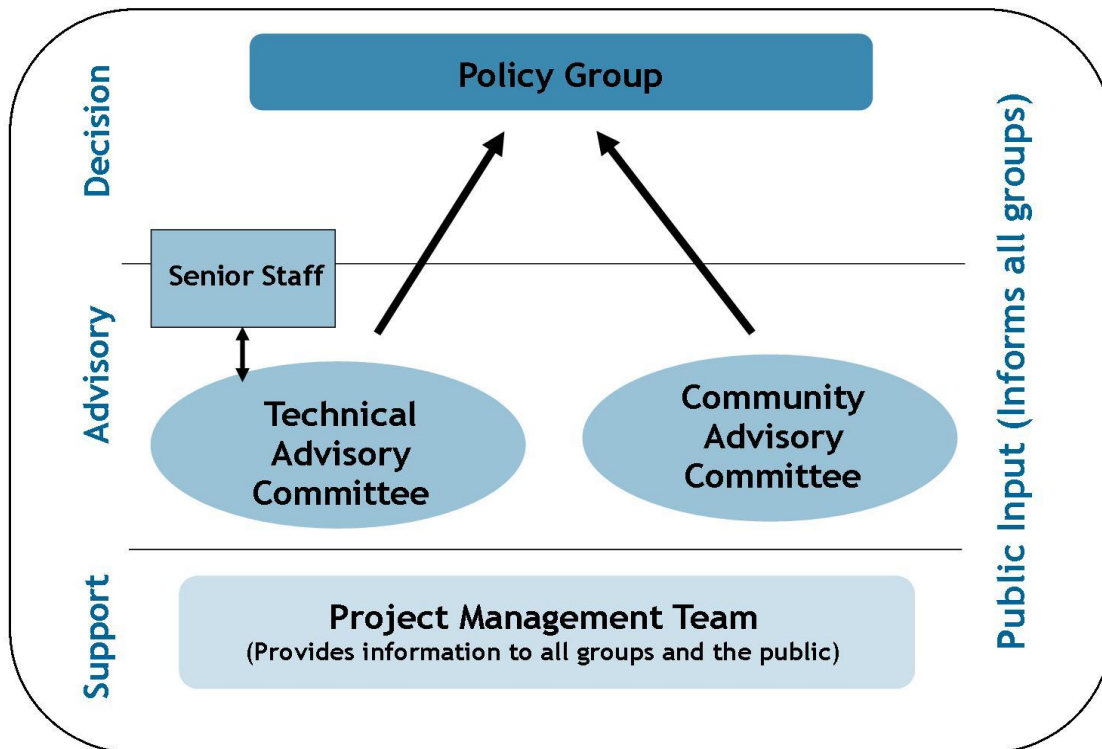 Decision
Policy Group
Public Input (Informs all groups)
Senior Staff
Advisory
Technical
Advisory
Committee
Community
Advisory
Committee
Support
Project Management Team
(Provides information to all groups and the public)